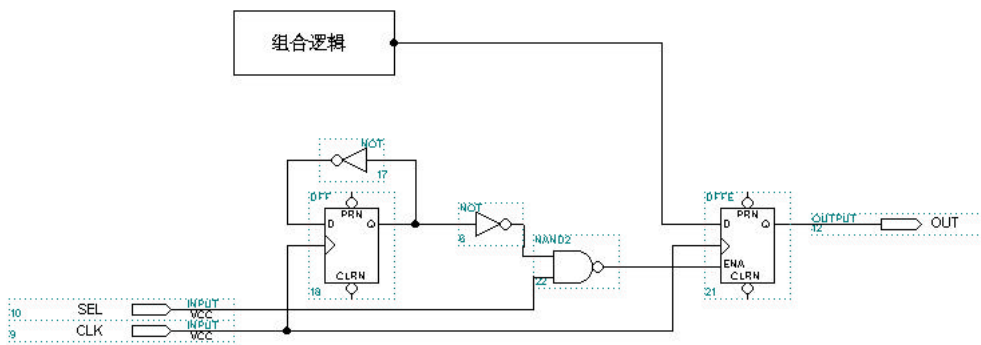 组合逻辑
NOT
17
DFF
PRN
D Q
CLRN
18
NOT
6
NAND2
22
DFFE
PRN
D Q
ENA
CLRN
21
OUTPUT
12
OUT
10 SEL INPUT
VCC
9 CLK INPUT
VCC